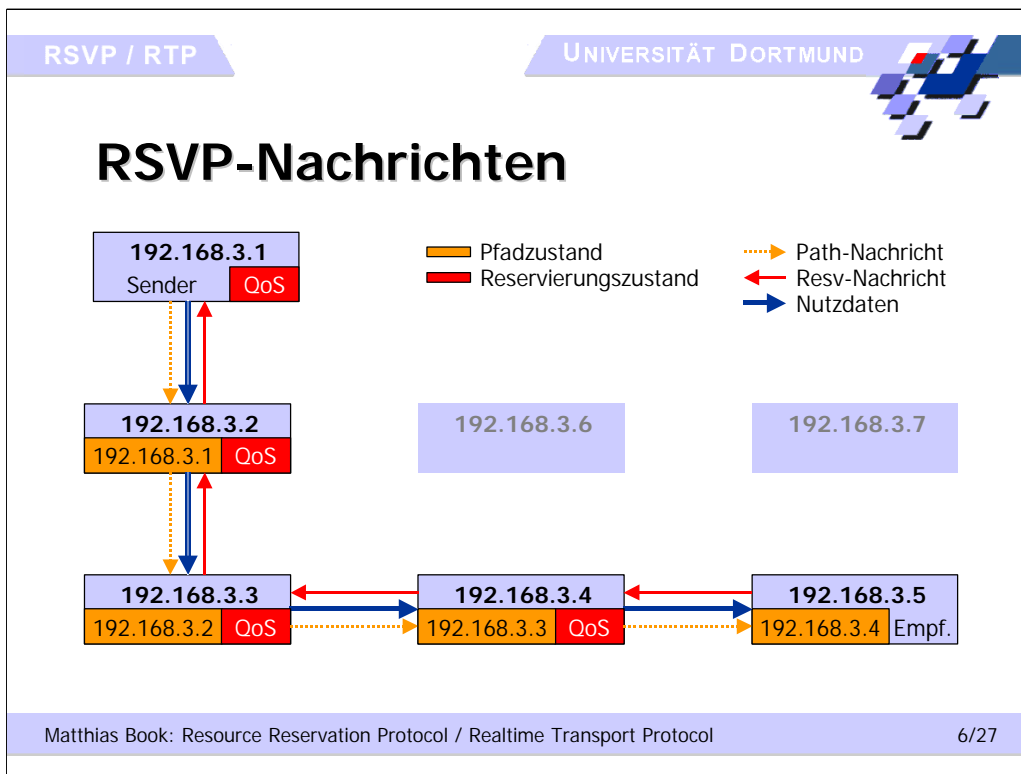 RSVP / RTP
UNIVERSITÄT DORTMUND
RSVP-Nachrichten
192.168.3.1
Sender QoS
Pfadzustand
Reservierungszustand
Path-Nachricht
Resv-Nachricht
Nutzdaten
192.168.3.2
192.168.3.1 QoS
192.168.3.6
192.168.3.7
192.168.3.3
192.168.3.2 QoS
192.168.3.4
192.168.3.3 QoS
192.168.3.5
192.168.3.4 Empf.
Matthias Book: Resource Reservation Protocol / Realtime Transport Protocol 6/27